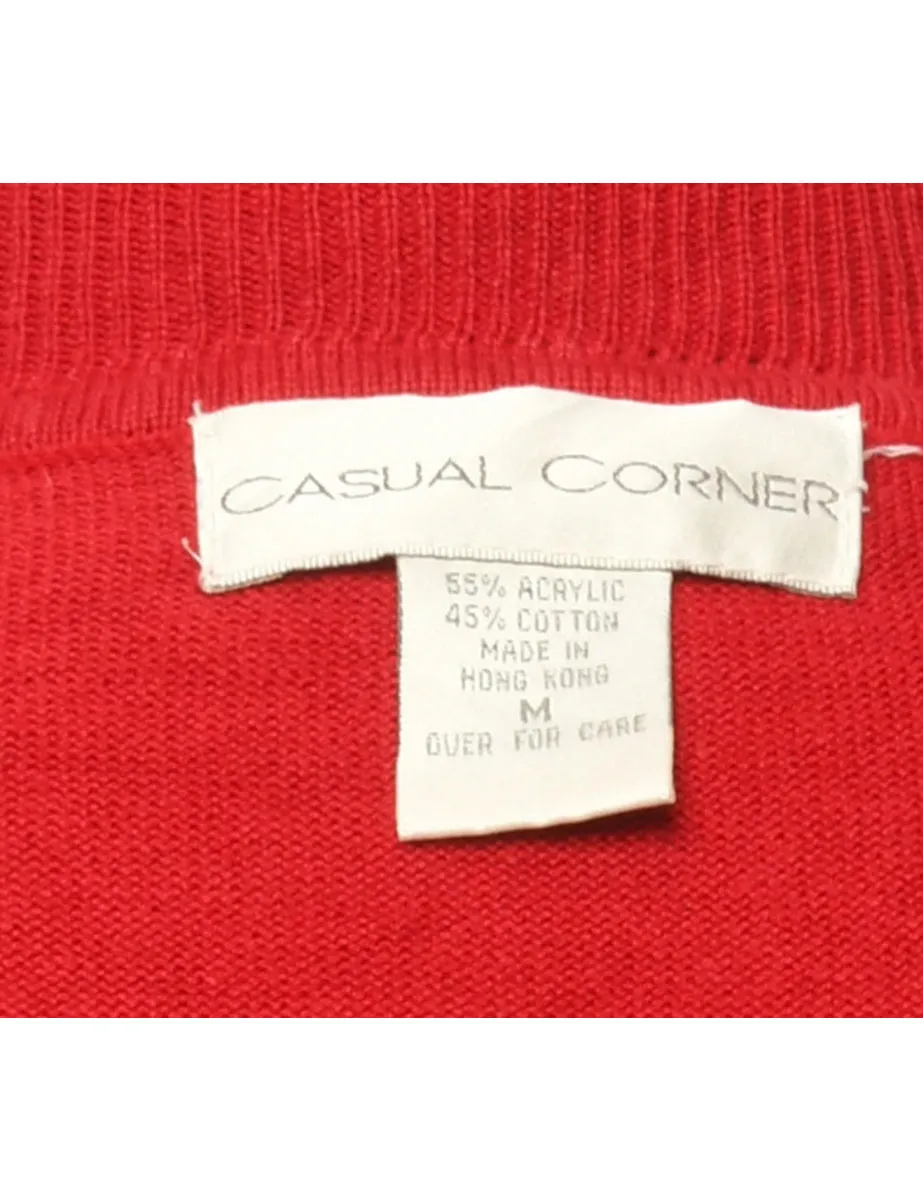 CASUAL CORNER
55% ACRYLIC
45% COTTON
MADE IN
HONG KONG
M
OVER FOR CARE